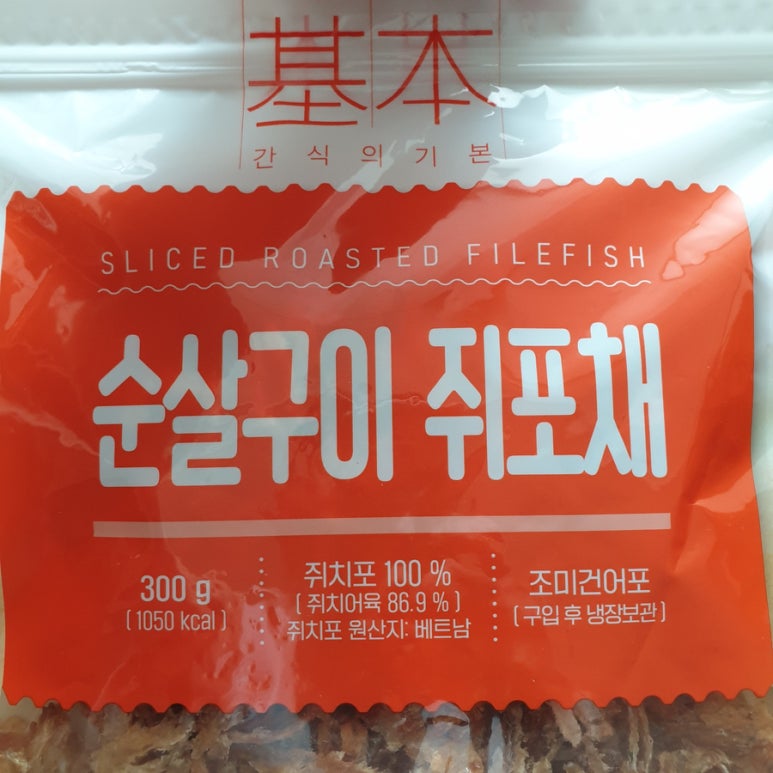 基本
간식의기본
SLICED ROASTED FILEFISH
순살구이 쥐포채
300 g
( 1050 kcal )
쥐치포 100 %
( 쥐치어육 86.9 % )
쥐치포 원산지: 베트남
조미건어포
( 구입 후 냉장보관 )